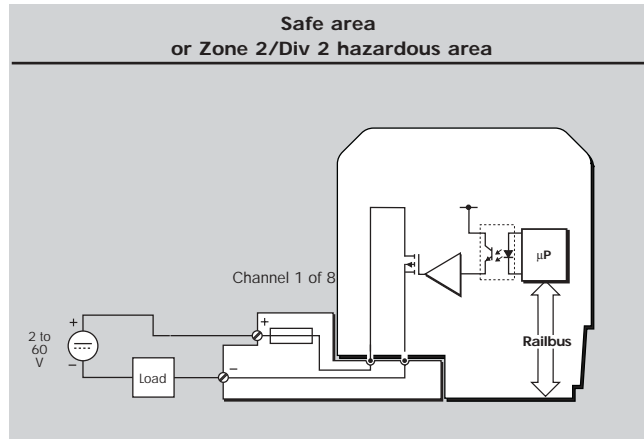 Safe area
or Zone 2/Div 2 hazardous area
µP
Channel 1 of 8
+
+
2 to
60
V
−
−
Load
Railbus